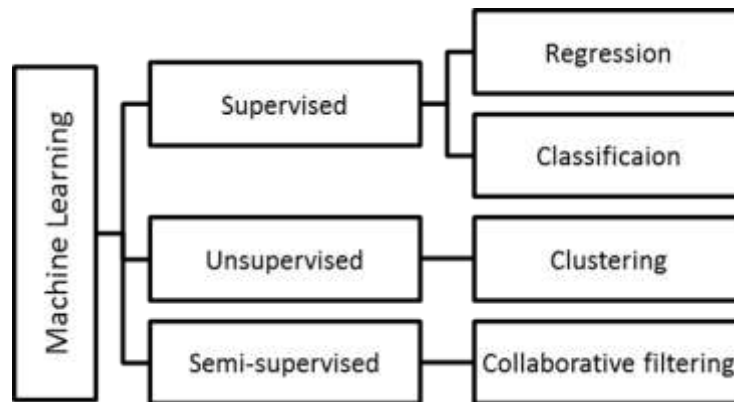 Machine Learning
Supervised
Regression
Classificaion
Unsupervised
Clustering
Semi-supervised
Collaborative filtering